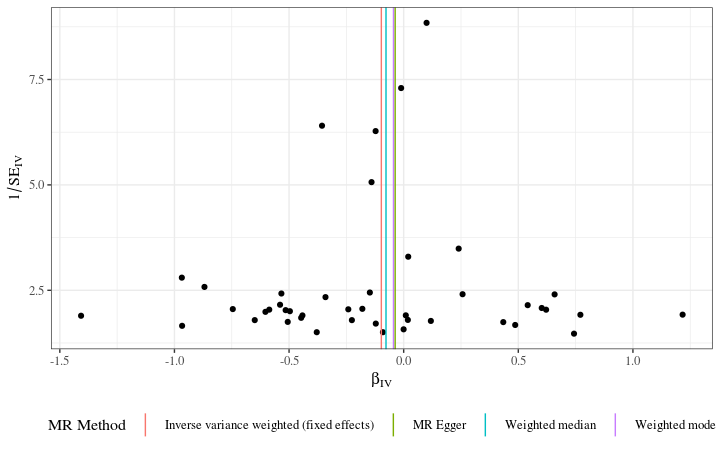 7.5
5.0
2.5
1/SE_IV
-1.5 -1.0 -0.5 0.0 0.5 1.0
β_IV
MR Method Inverse variance weighted (fixed effects) MR Egger Weighted median Weighted mode